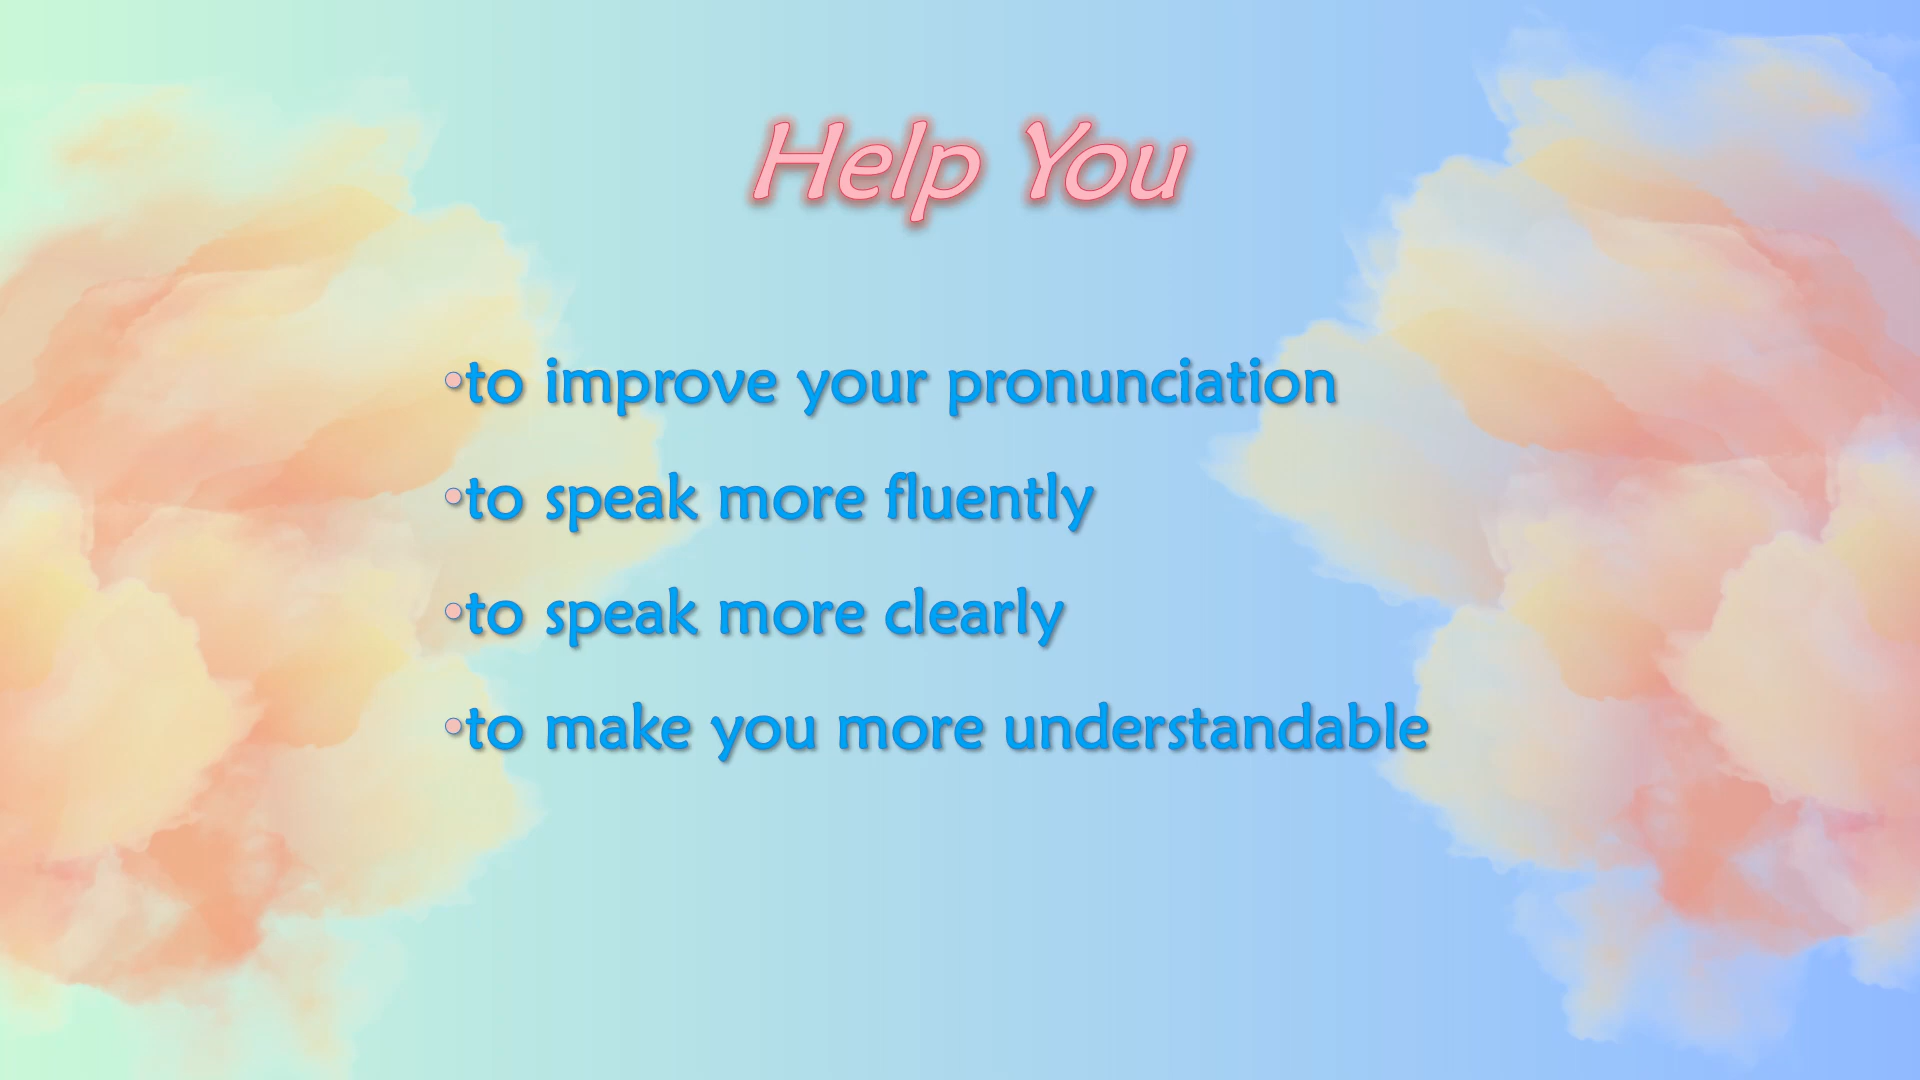 Help You
•to improve your pronunciation
•to speak more fluently
•to speak more clearly
•to make you more understandable